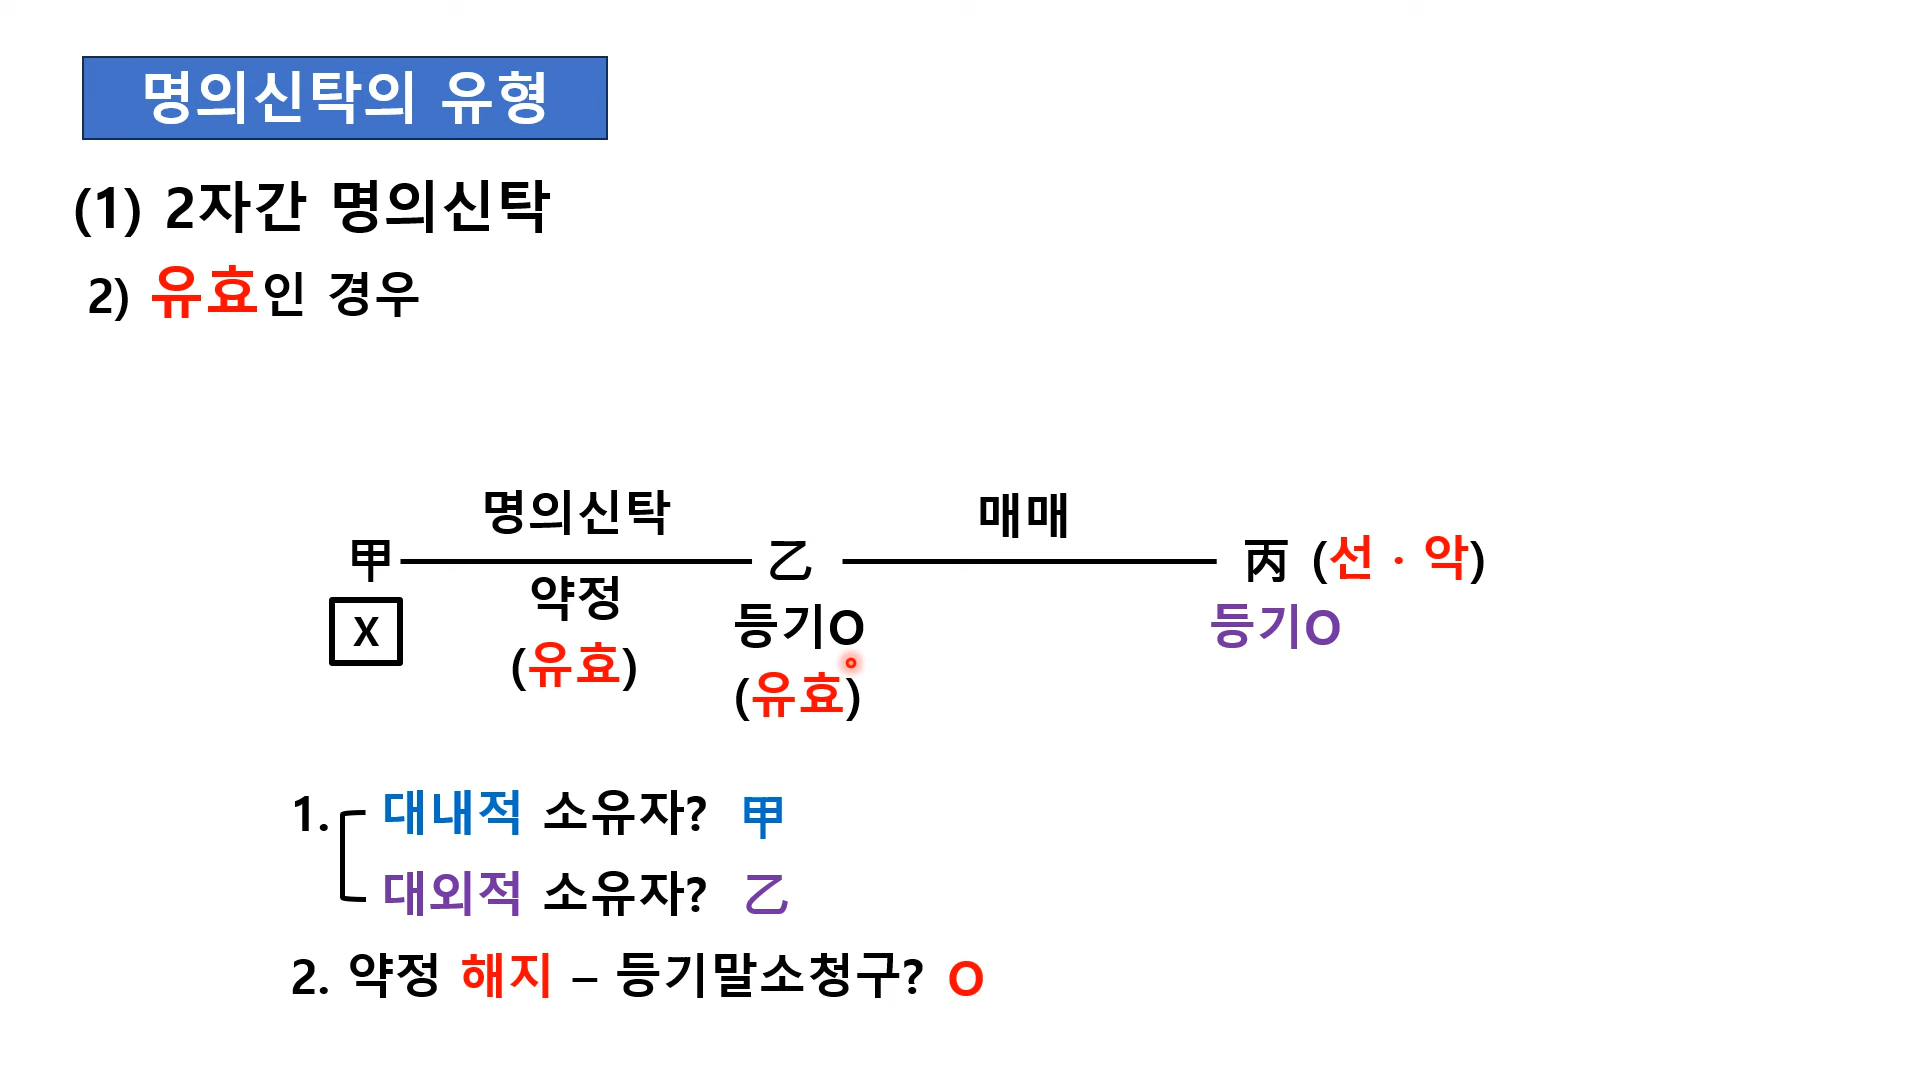 명의신탁의 유형
(1) 2자간 명의신탁
2) 유효인 경우
명의신탁 매매
甲 乙 丙 (선 · 악)
약정
X 등기O 등기O
(유효) (유효)
1. 대내적 소유자? 甲
대외적 소유자? 乙
2. 약정 해지 – 등기말소청구? O